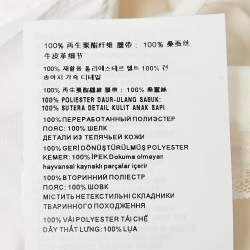 100% 再生聚酯纤维 腰带： 100% 桑蚕丝
牛皮革细节
100% 재활용 폴리에스테르 벨트: 100% 견
송아지 가죽 디테일
100% 再生聚酯纖維 腰帶： 100% 桑蠶絲
100% POLIESTER DAUR-ULANG SABUK:
100% SUTERA DETAIL KULIT ANAK SAPI
100% ПЕРЕРАБОТАННЫЙ ПОЛИЭСТЕР
ПОЯС: 100% ШЕЛК
ДЕТАЛИ ИЗ ТЕЛЯЧЬЕЙ КОЖИ
100% GERİ DÖNÜŞTÜRÜLMÜŞ POLYESTER
KEMER: 100% İPEK Dokuma olmayan
hayvansal kaynaklı parçalar içerir
100% ВТОРИННИЙ ПОЛІЕСТР
ПОЯС: 100% ШОВК
МІСТИТЬ НЕТЕКСТИЛЬНІ СКЛАДНИКИ
ТВАРИННОГО ПОХОДЖЕННЯ
100% VẢI POLYESTER TÁI CHẾ
DÂY THẮT LƯNG: 100% LỤA